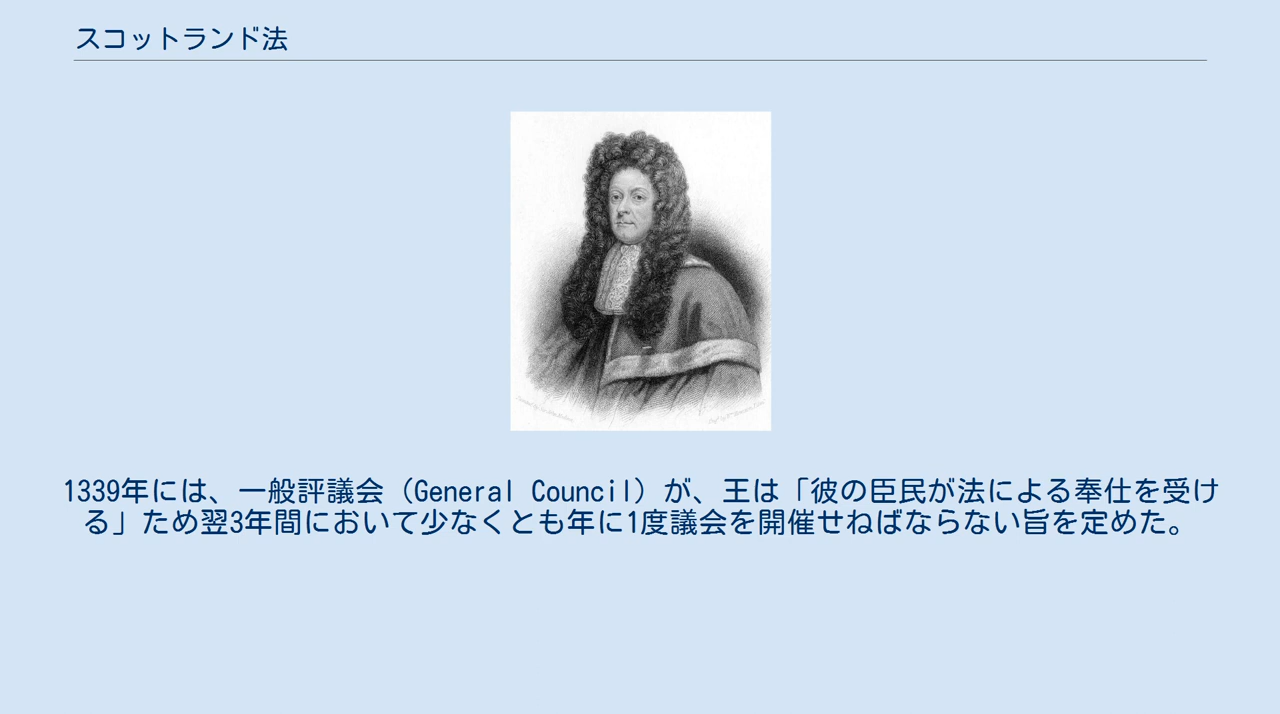 スコットランド法
1339年には、一般評議会（General Council）が、王は「彼の臣民が法による奉仕を受け
る」ため翌3年間において少なくとも年に1度議会を開催せねばならない旨を定めた。